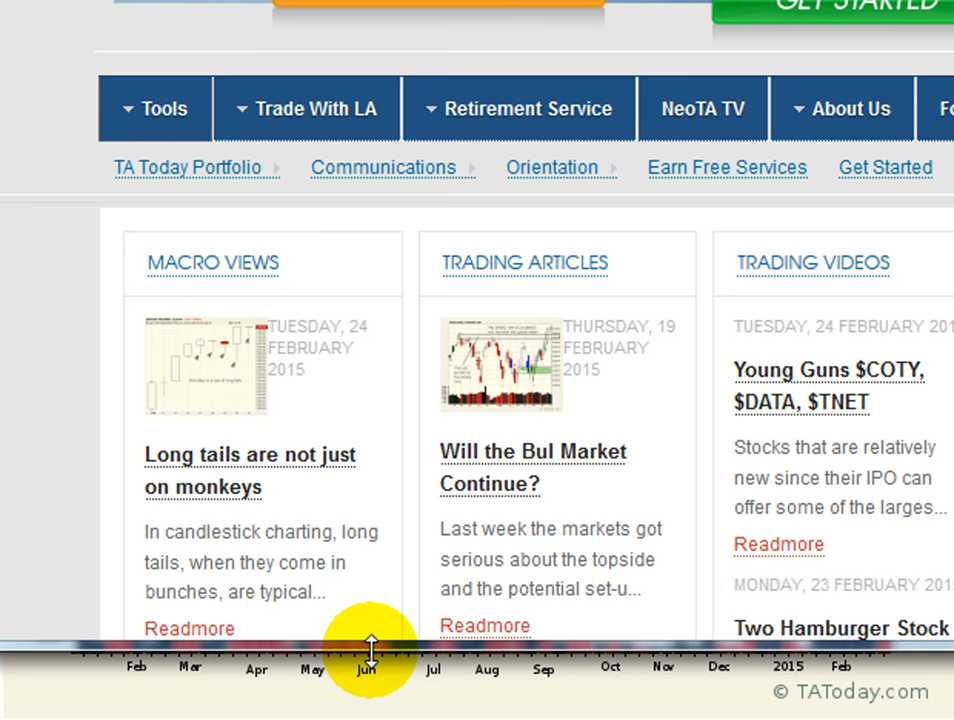 GET STARTED
Tools Trade With LA Retirement Service NeoTA TV About Us Fo
TA Today Portfolio Communications Orientation Earn Free Services Get Started
MACRO VIEWS
TUESDAY, 24
FEBRUARY
2015
Long tails are not just
on monkeys
In candlestick charting, long
tails, when they come in
bunches, are typical...
Readmore
TRADING ARTICLES
THURSDAY, 19
FEBRUARY
2015
Will the Bul Market
Continue?
Last week the markets got
serious about the topside
and the potential set-u...
Readmore
TRADING VIDEOS
TUESDAY, 24 FEBRUARY 201
Young Guns $COTY,
$DATA, $TNET
Stocks that are relatively
new since their IPO can
offer some of the larges...
Readmore
MONDAY, 23 FEBRUARY 201
Two Hamburger Stock
Feb Mar Apr May Jun Jul Aug Sep Oct Nov Dec 2015 Feb
© TAToday.com